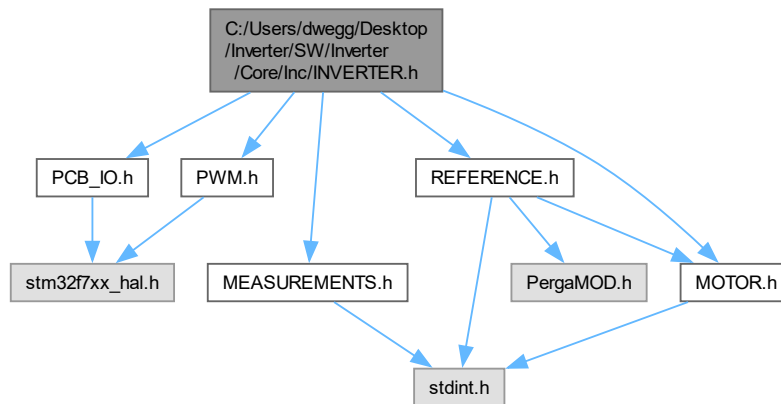 C:/Users/dwegg/Desktop
/Inverter/SW/Inverter
/Core/Inc/INVERTER.h
PCB_IO.h
PWM.h
REFERENCE.h
stm32f7xx_hal.h
MEASUREMENTS.h
PergaMOD.h
MOTOR.h
stdint.h